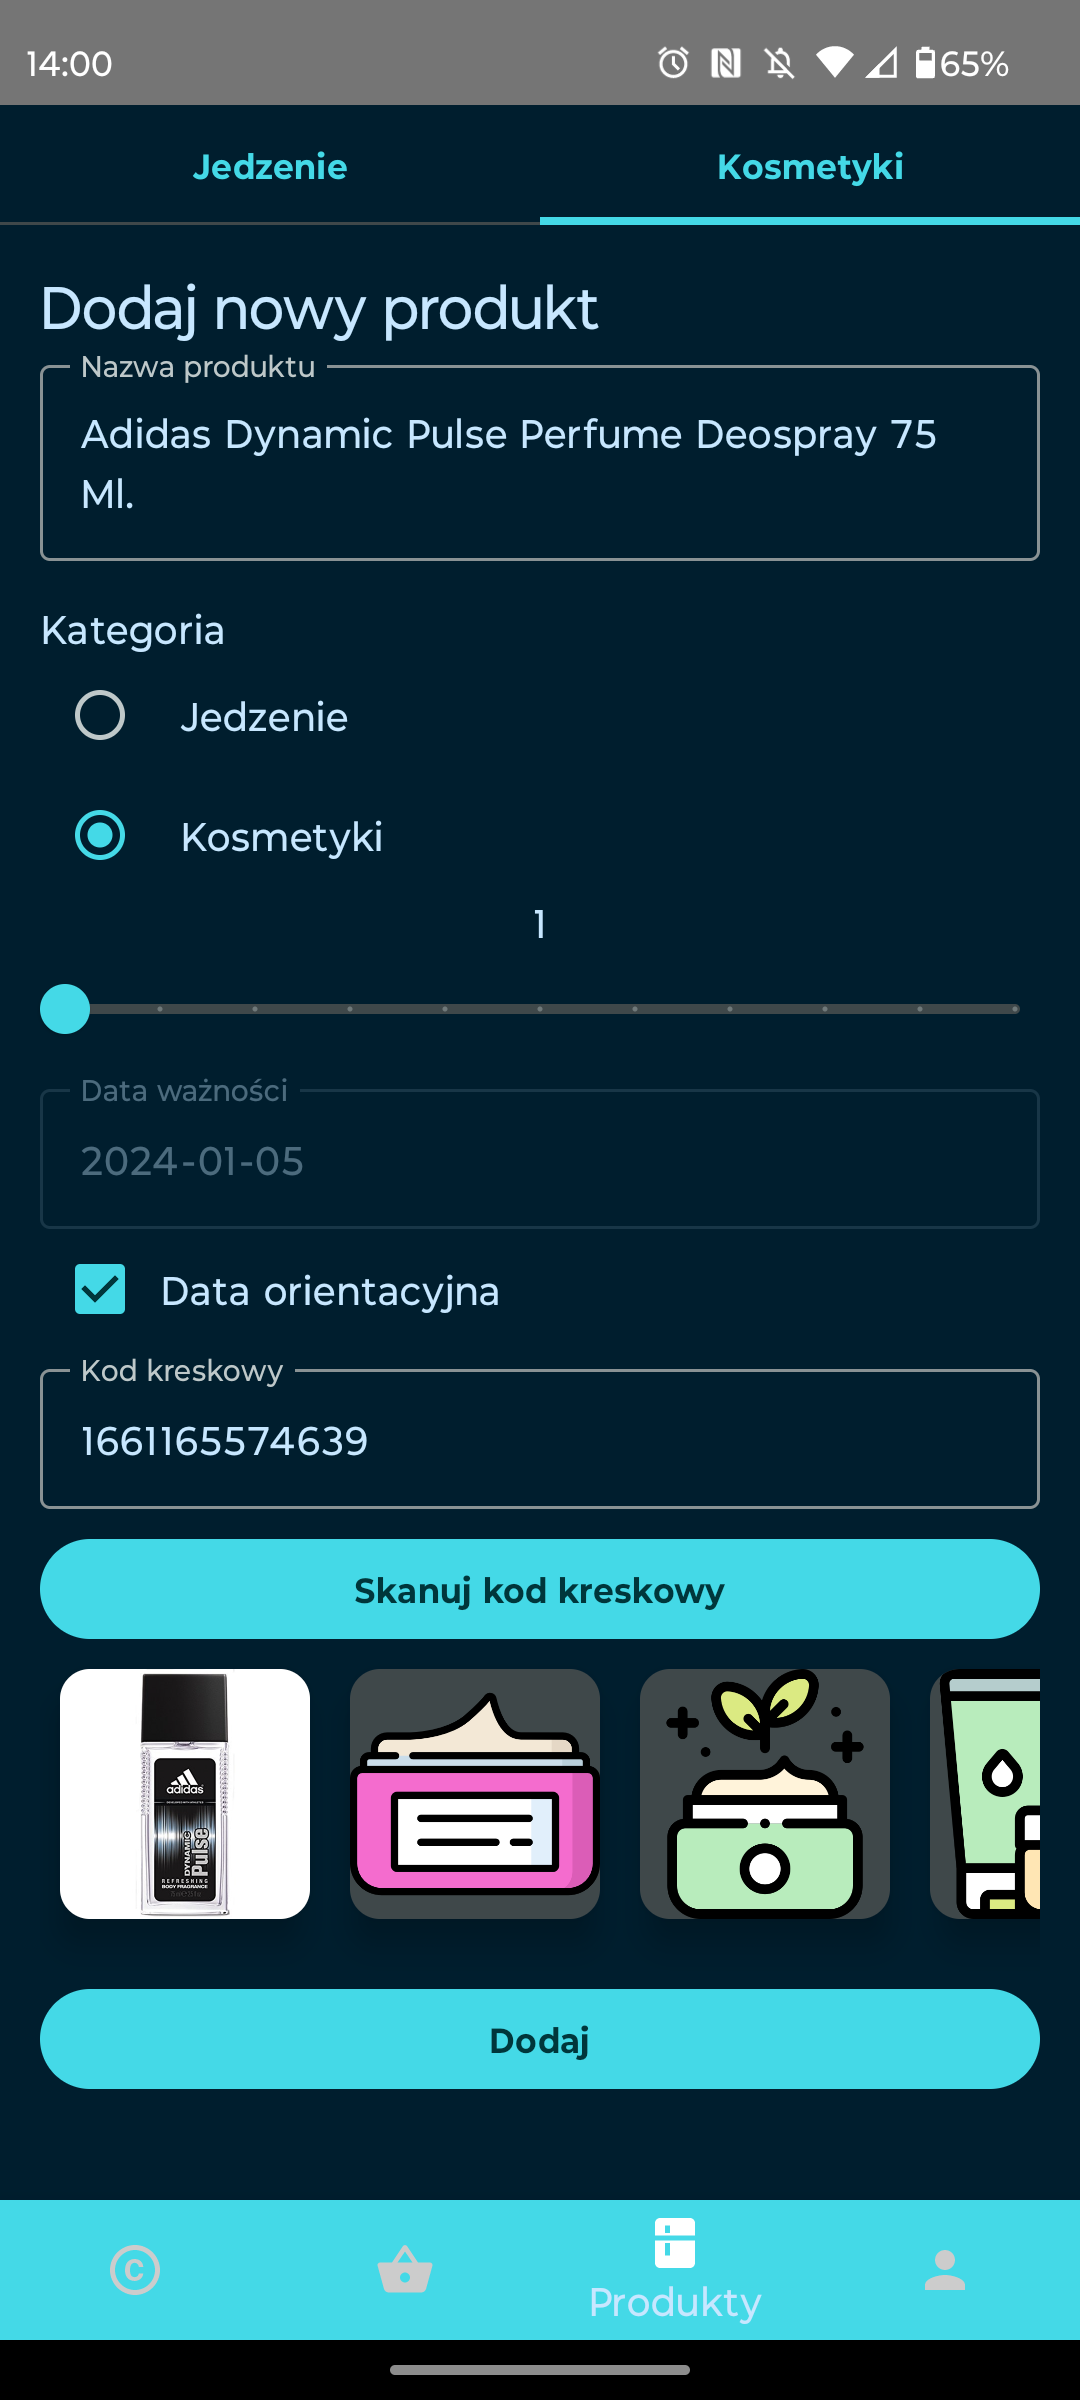 14:00
65%
Jedzenie
Kosmetyki
Dodaj nowy produkt
Nazwa produktu
Adidas Dynamic Pulse Perfume Deospray 75
Ml.
Kategoria
Jedzenie
Kosmetyki
1
Data ważności
2024-01-05
Data orientacyjna
Kod kreskowy
1661165574639
Skanuj kod kreskowy
adidas
DYNAMIC
Pulse
REFRESHING
BODY FRAGRANCE
Dodaj
Produkty